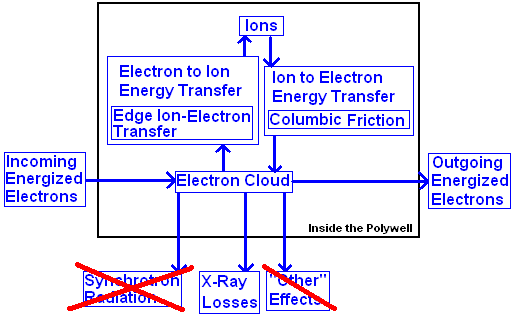 Ions
Electron to Ion
Energy Transfer
Edge Ion-Electron
Transfer
Ion to Electron
Energy Transfer
Columbic Friction
Incoming
Energized
Electrons
Electron Cloud
Outgoing
Energized
Electrons
Inside the Polywell
Synchrotron
Radiation
X-Ray
Losses
"Other"
Effects